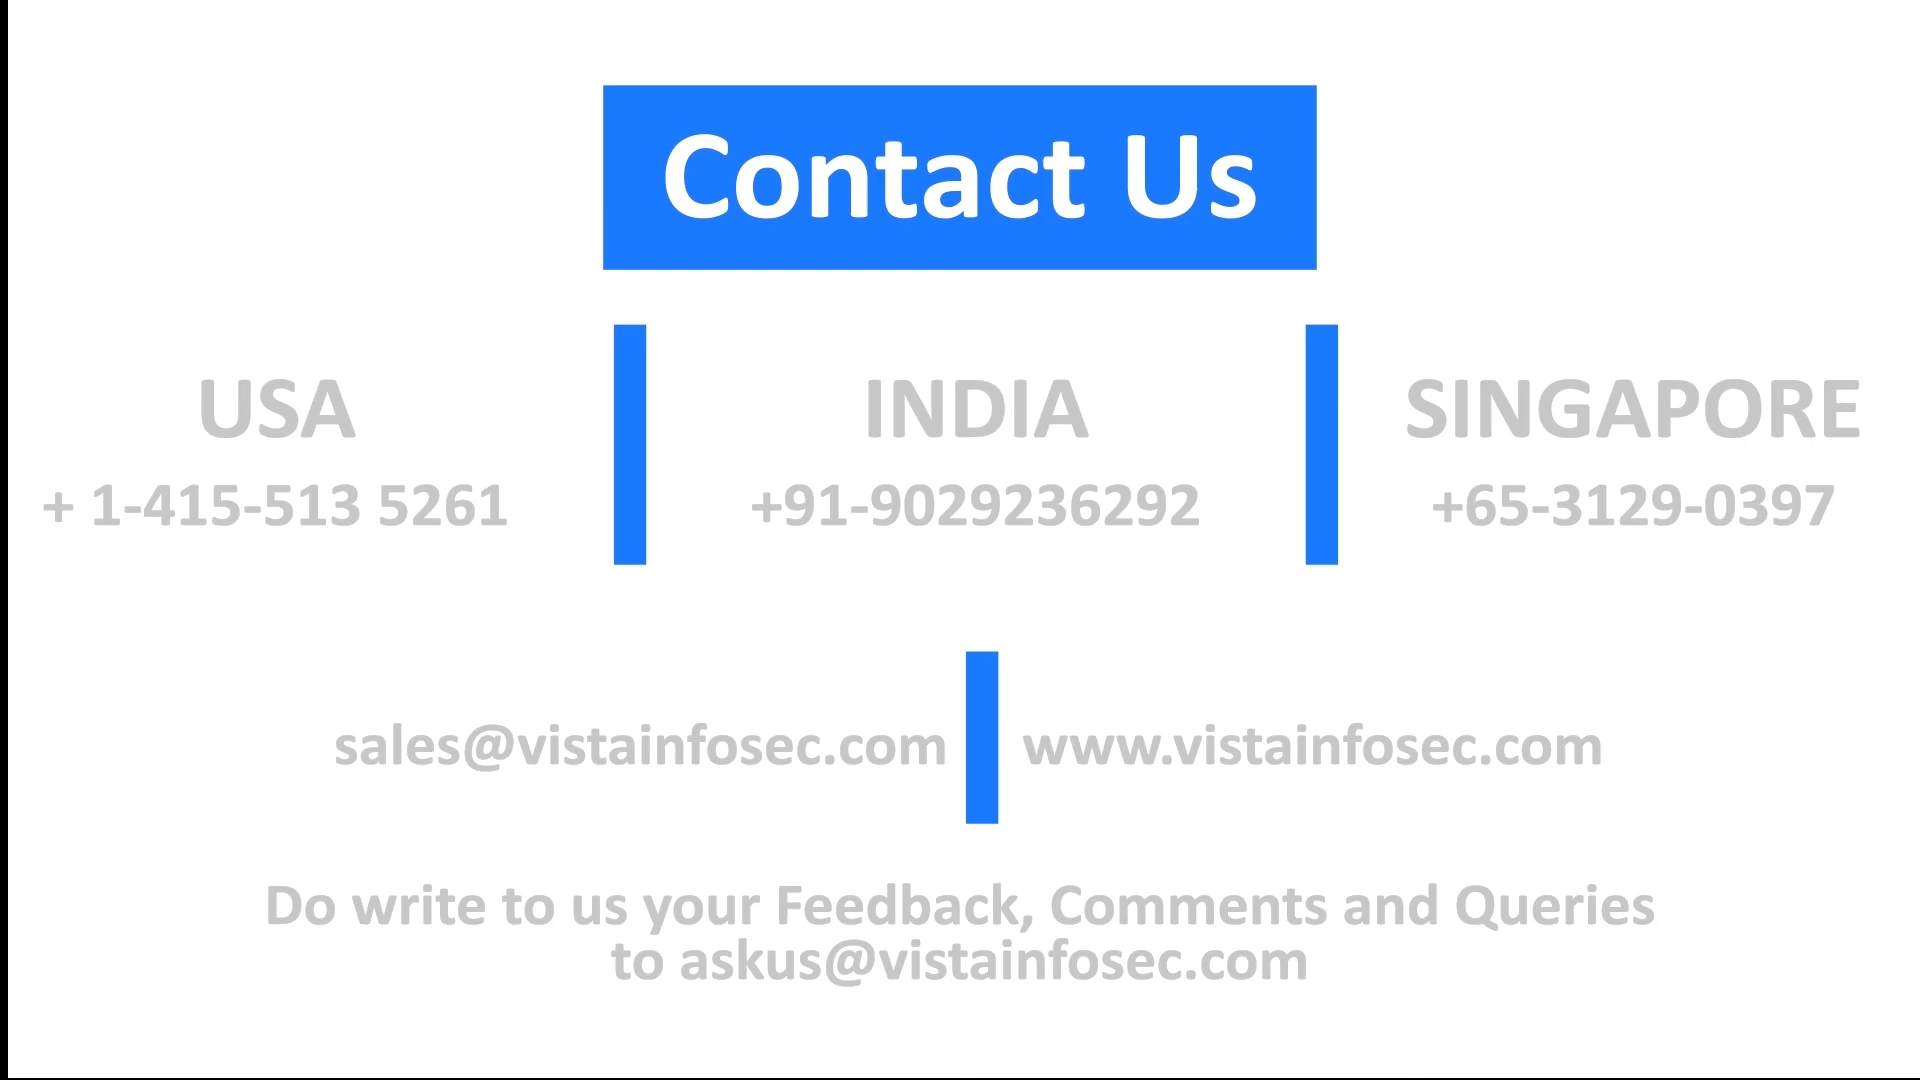 Contact Us
USA
+ 1-415-513 5261
INDIA
+91-9029236292
SINGAPORE
+65-3129-0397
sales@vistainfosec.com
www.vistainfosec.com
Do write to us your Feedback, Comments and Queries
to askus@vistainfosec.com